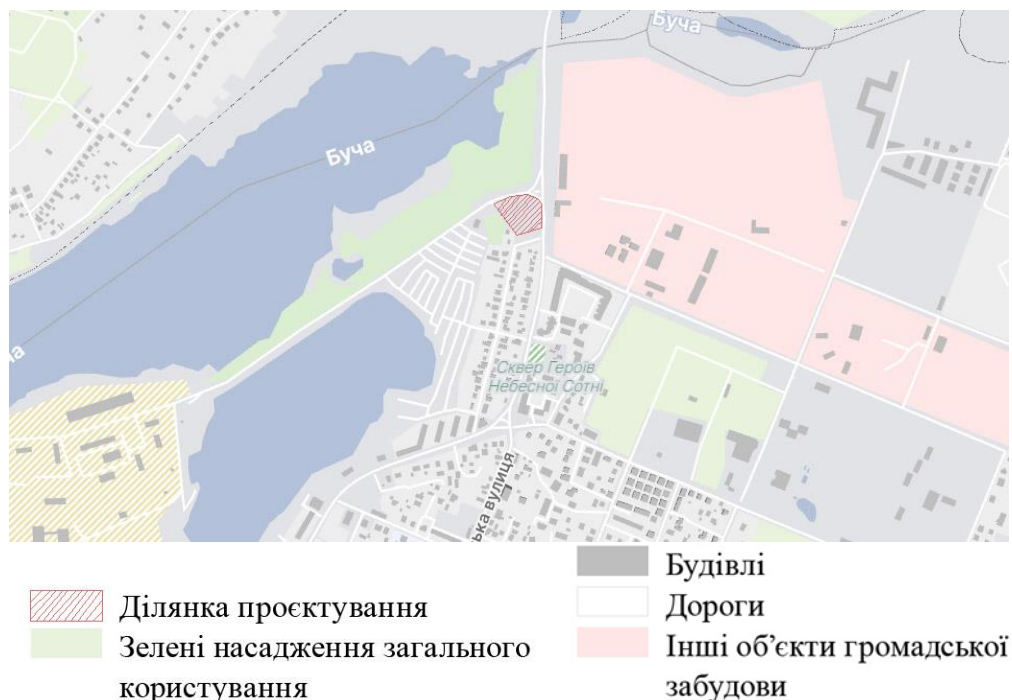 Буча
Буча
ча
Сквер Героїв
Небесної Сотні
ька вулиця
Ділянка проєктування
Зелені насадження загального
користування
Будівлі
Дороги
Інші об’єкти громадської
забудови